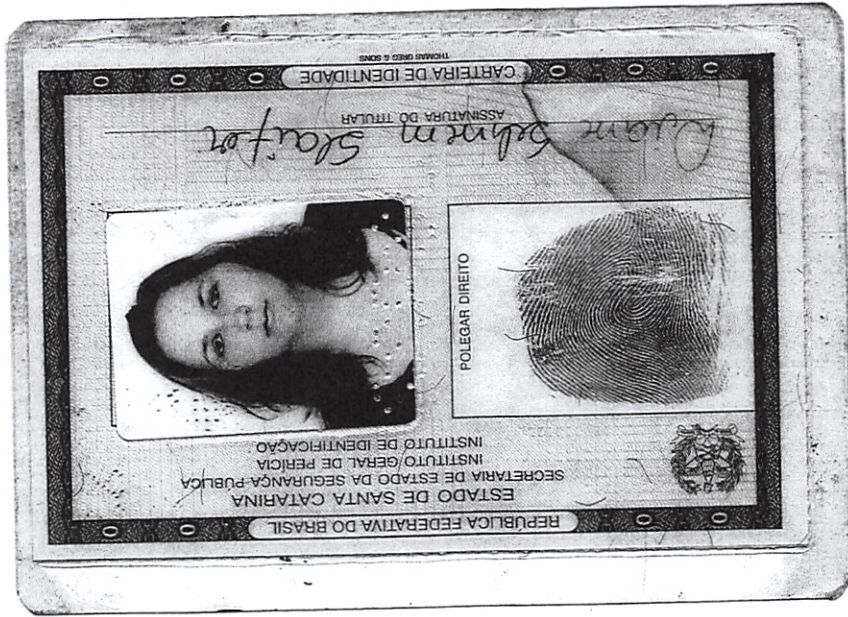 REPÚBLICA FEDERATIVA DO BRASIL
ESTADO DE SANTA CATARINA
SECRETARIA DE ESTADO DA SEGURANÇA PÚBLICA
INSTITUTO GERAL DE PERÍCIA
INSTITUTO DE IDENTIFICAÇÃO
POLEGAR DIREITO
ASSINATURA DO TITULAR
CARTEIRA DE IDENTIDADE
THOMAS GREG & SONS